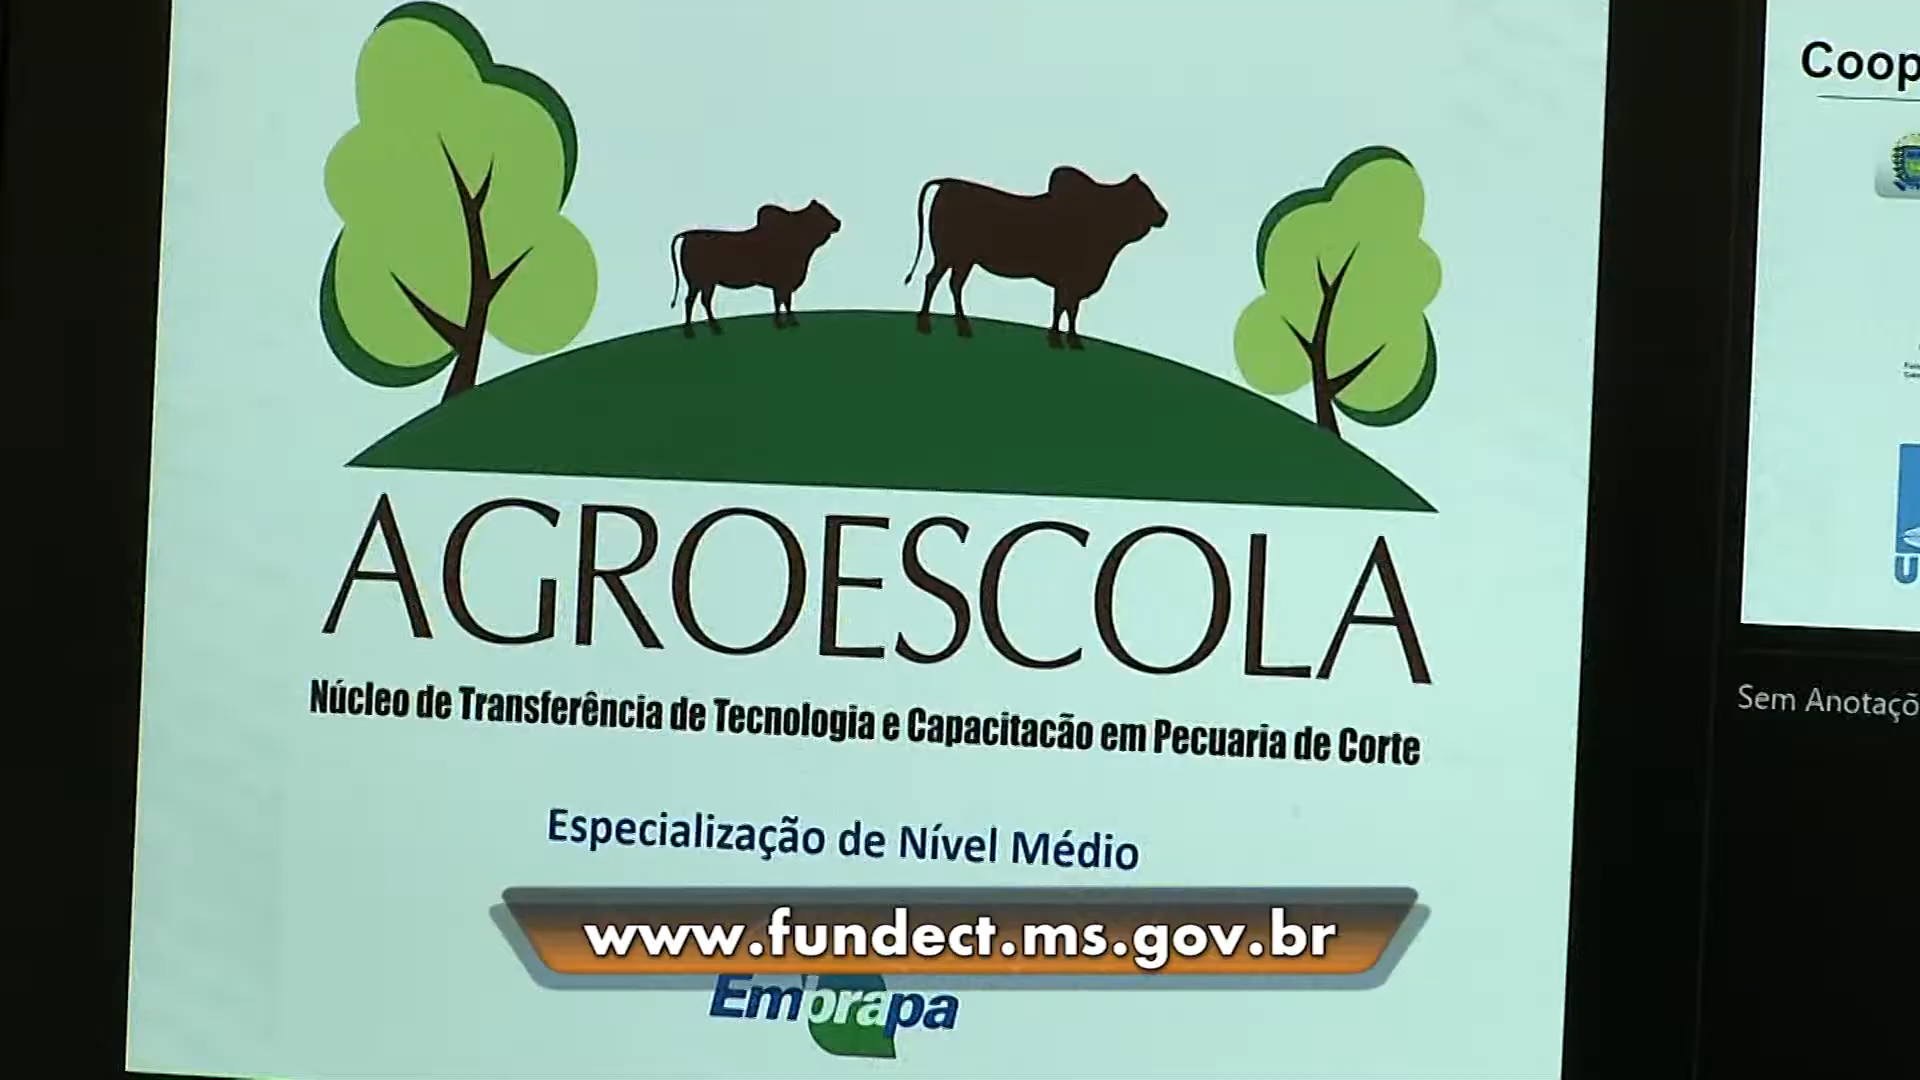 AGROESCOLA
Núcleo de Transferência de Tecnologia e Capacitacão em Pecuaria de Corte
Especialização de Nível Médio
www.fundect.ms.gov.br
Embrapa
Coop
Sem Anotaçõ